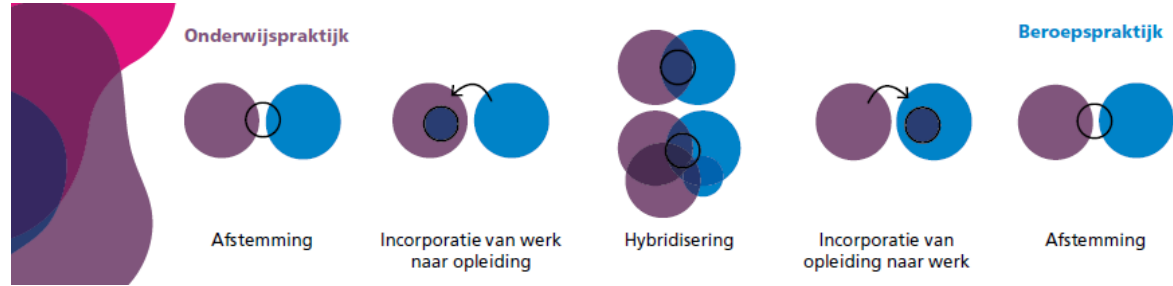 Onderwijspraktijk
Beroepspraktijk
Afstemming
Incorporatie van werk
naar opleiding
Hybridisering
Incorporatie van
opleiding naar werk
Afstemming